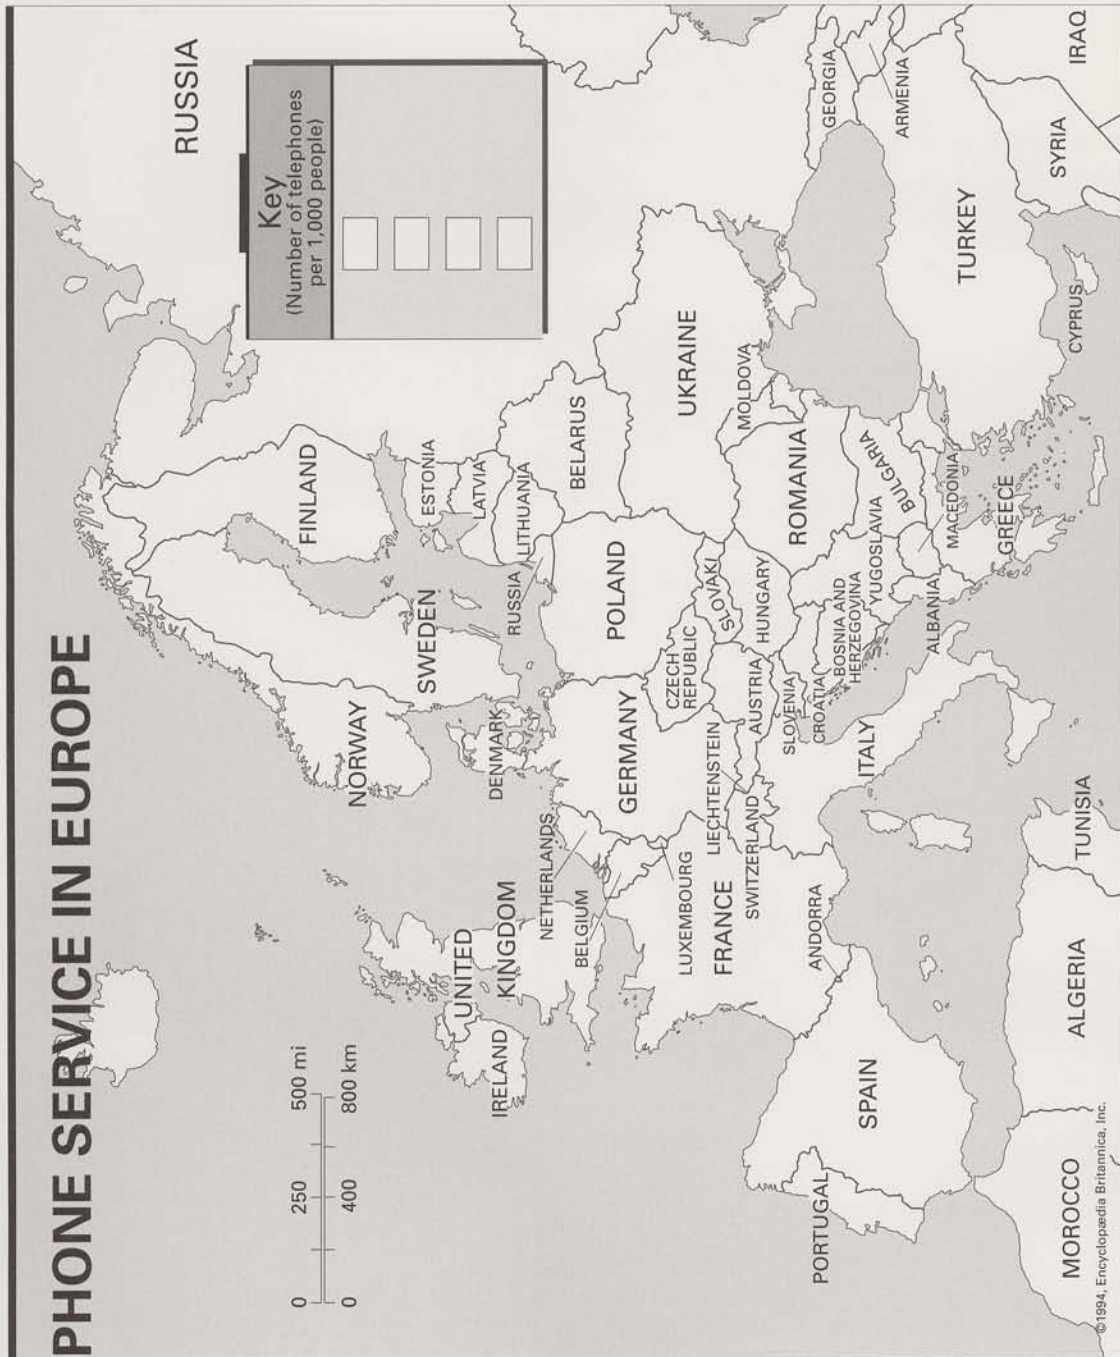 PHONE SERVICE IN EUROPE
0 250 500 mi
0 400 800 km
Key
(Number of telephones
per 1,000 people)
RUSSIA
NORWAY
SWEDEN
FINLAND
ESTONIA
LATVIA
LITHUANIA
RUSSIA
DENMARK
UNITED
KINGDOM
IRELAND
NETHERLANDS
BELGIUM
LUXEMBOURG
GERMANY
POLAND
BELARUS
UKRAINE
MOLDOVA
CZECH
REPUBLIC
SLOVAKI
LIECHTENSTEIN
SWITZERLAND
AUSTRIA
HUNGARY
ROMANIA
FRANCE
ANDORRA
SLOVENIA
CROATIA
BOSNIA AND
HERZEGOVINA
YUGOSLAVIA
BULGARIA
MACEDONIA
ALBANIA
GREECE
ITALY
PORTUGAL
SPAIN
GEORGIA
ARMENIA
TURKEY
CYPRUS
SYRIA
IRAQ
MOROCCO
ALGERIA
TUNISIA
©1994, Encyclopædia Britannica, Inc.